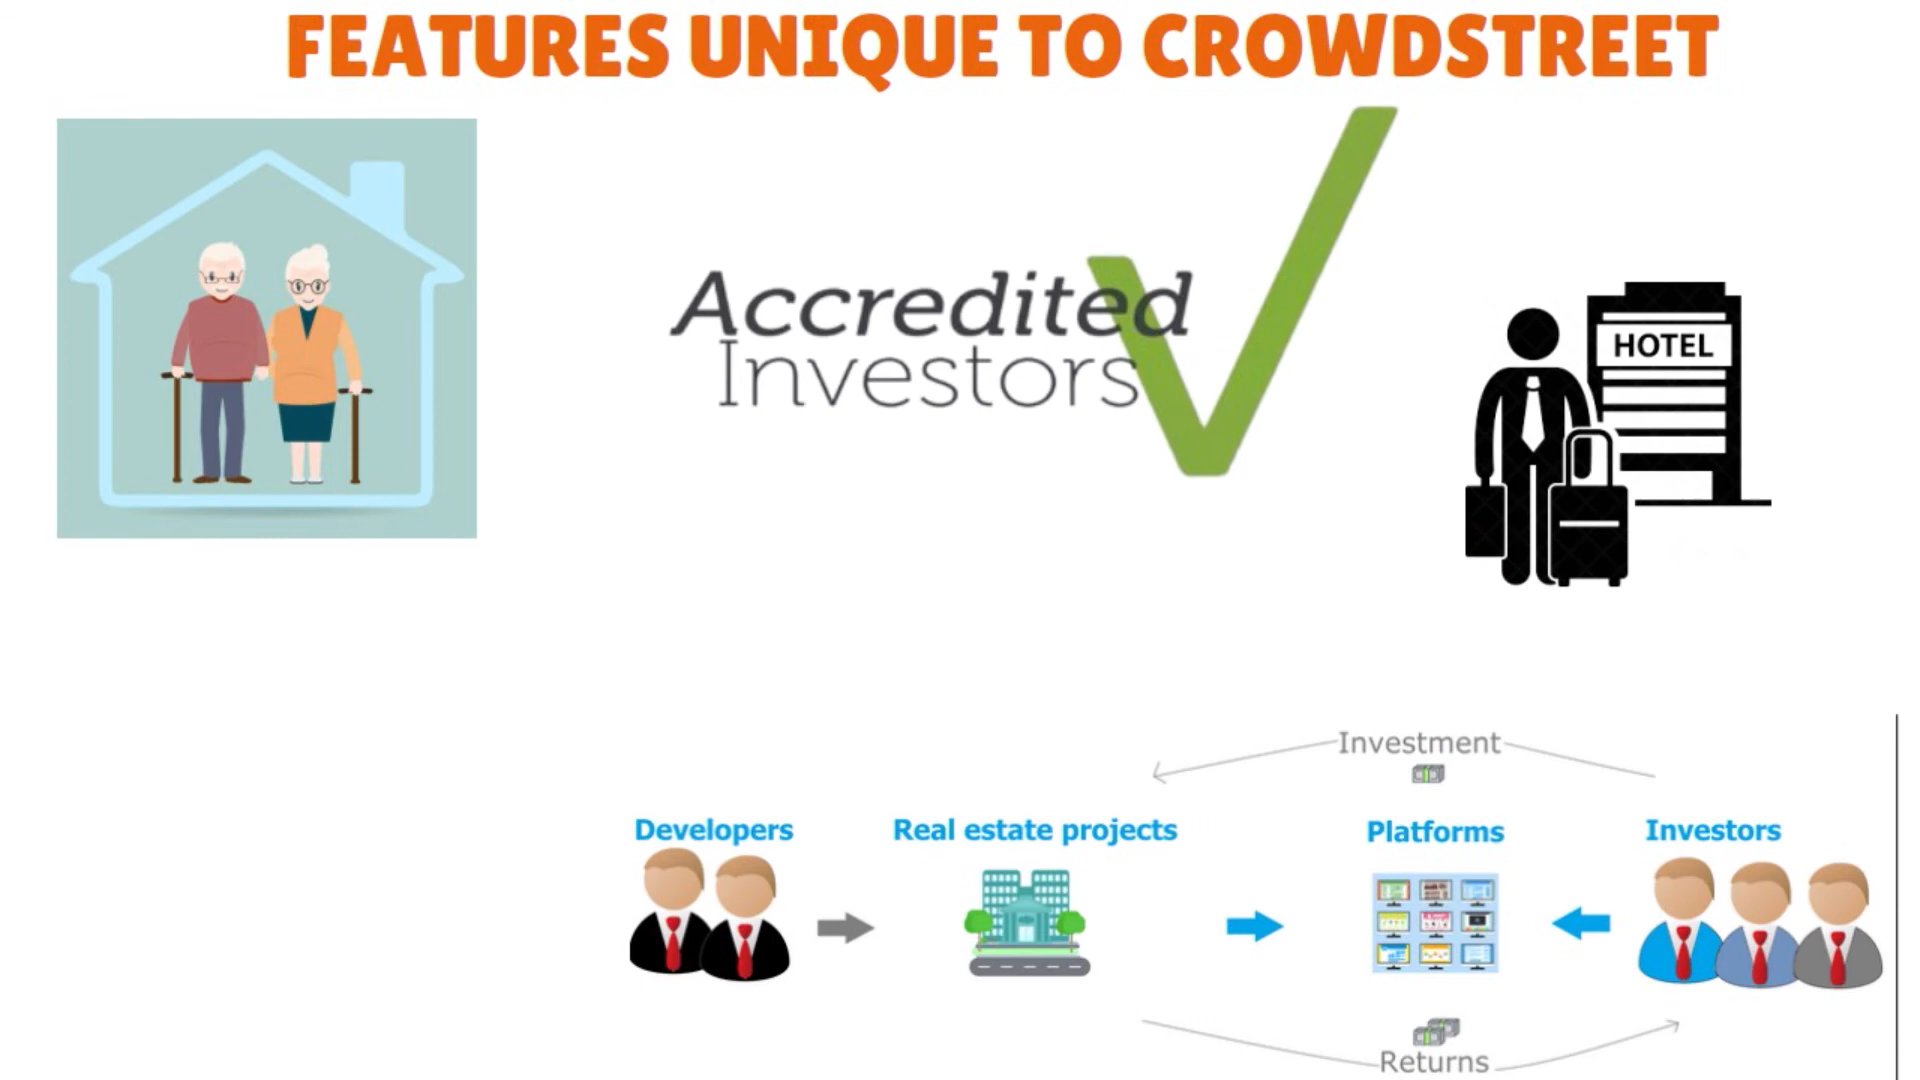 FEATURES UNIQUE TO CROWDSTREET
Accredited
Investors
HOTEL
Investment
Developers
Real estate projects
Platforms
Investors
Returns